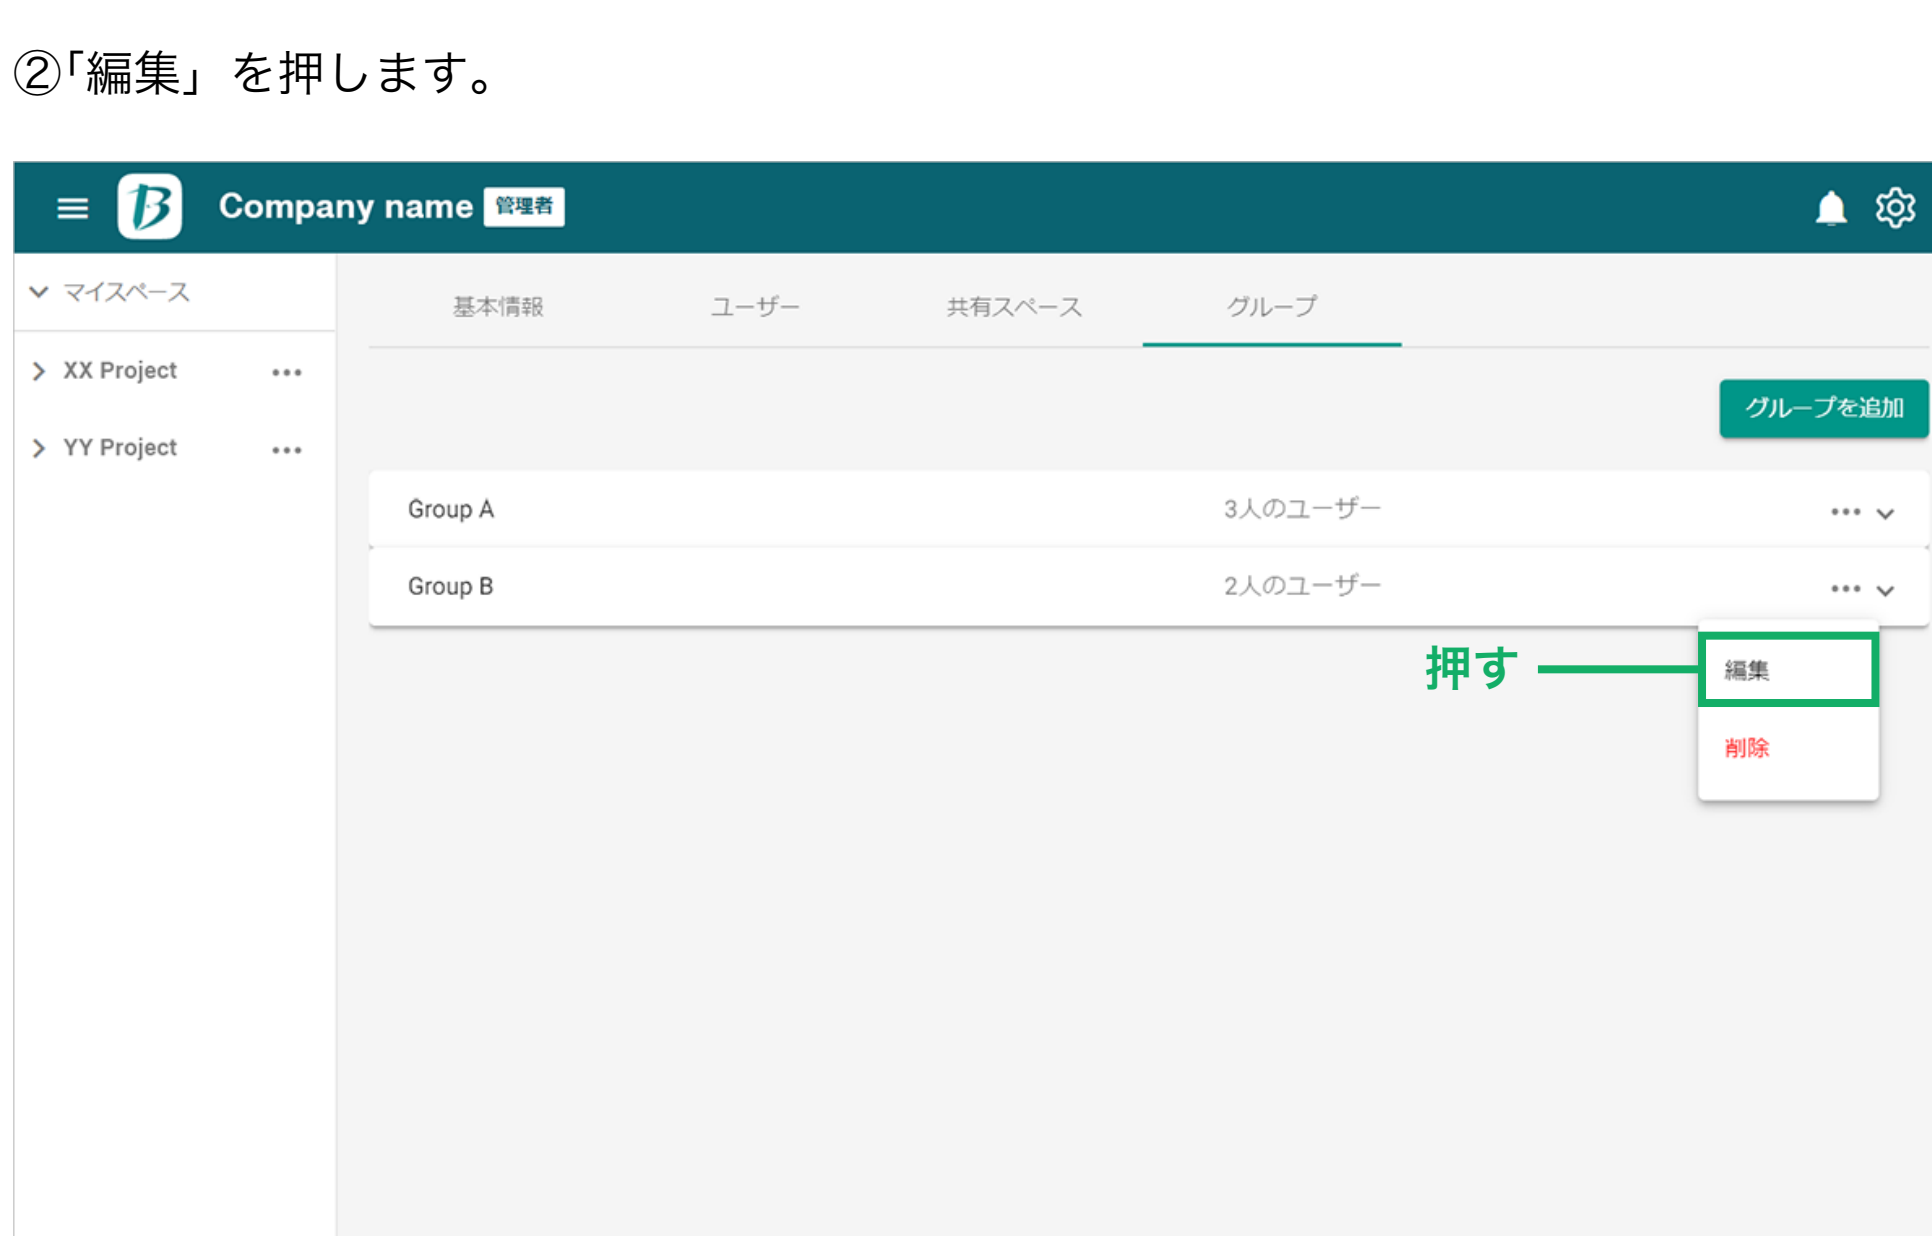 ②「編集」を押します。
Company name 管理者
マイスペース
XX Project
YY Project
基本情報 ユーザー 共有スペース グループ
グループを追加
Group A 3人のユーザー
Group B 2人のユーザー
押す 編集
削除